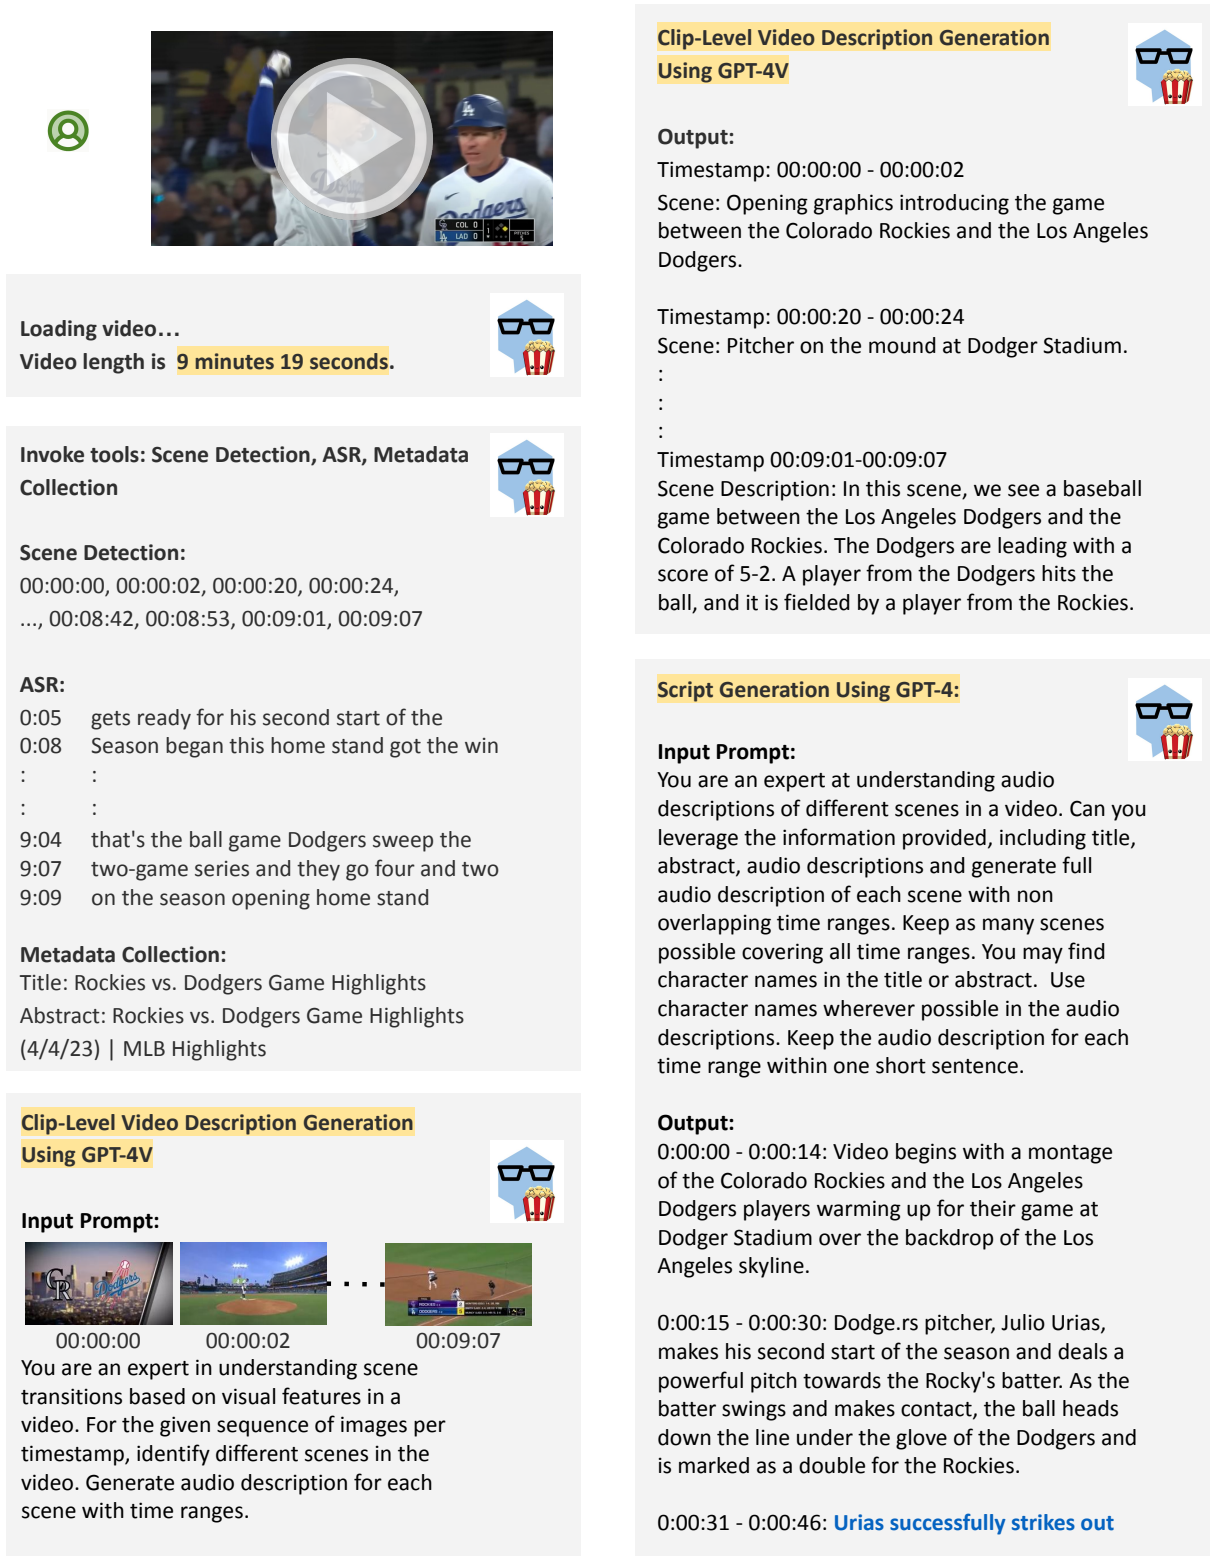 Dodgers
Dodgers
COL 0
LAD 0
PITCHES
Loading video…
Video length is 9 minutes 19 seconds.
Invoke tools: Scene Detection, ASR, Metadata
Collection
Scene Detection:
00:00:00, 00:00:02, 00:00:20, 00:00:24,
..., 00:08:42, 00:08:53, 00:09:01, 00:09:07
ASR:
0:05 gets ready for his second start of the
0:08 Season began this home stand got the win
: :
: :
9:04 that's the ball game Dodgers sweep the
9:07 two-game series and they go four and two
9:09 on the season opening home stand
Metadata Collection:
Title: Rockies vs. Dodgers Game Highlights
Abstract: Rockies vs. Dodgers Game Highlights
(4/4/23) | MLB Highlights
Clip-Level Video Description Generation
Using GPT-4V
Input Prompt:
CR Dodgers
ROCKIES
DODGERS
00:00:00 00:00:02 00:09:07
You are an expert in understanding scene
transitions based on visual features in a
video. For the given sequence of images per
timestamp, identify different scenes in the
video. Generate audio description for each
scene with time ranges.
Clip-Level Video Description Generation
Using GPT-4V
Output:
Timestamp: 00:00:00 - 00:00:02
Scene: Opening graphics introducing the game
between the Colorado Rockies and the Los Angeles
Dodgers.
Timestamp: 00:00:20 - 00:00:24
Scene: Pitcher on the mound at Dodger Stadium.
:
:
:
Timestamp 00:09:01-00:09:07
Scene Description: In this scene, we see a baseball
game between the Los Angeles Dodgers and the
Colorado Rockies. The Dodgers are leading with a
score of 5-2. A player from the Dodgers hits the
ball, and it is fielded by a player from the Rockies.
Script Generation Using GPT-4:
Input Prompt:
You are an expert at understanding audio
descriptions of different scenes in a video. Can you
leverage the information provided, including title,
abstract, audio descriptions and generate full
audio description of each scene with non
overlapping time ranges. Keep as many scenes
possible covering all time ranges. You may find
character names in the title or abstract. Use
character names wherever possible in the audio
descriptions. Keep the audio description for each
time range within one short sentence.
Output:
0:00:00 - 0:00:14: Video begins with a montage
of the Colorado Rockies and the Los Angeles
Dodgers players warming up for their game at
Dodger Stadium over the backdrop of the Los
Angeles skyline.
0:00:15 - 0:00:30: Dodge.rs pitcher, Julio Urias,
makes his second start of the season and deals a
powerful pitch towards the Rocky's batter. As the
batter swings and makes contact, the ball heads
down the line under the glove of the Dodgers and
is marked as a double for the Rockies.
0:00:31 - 0:00:46: Urias successfully strikes out